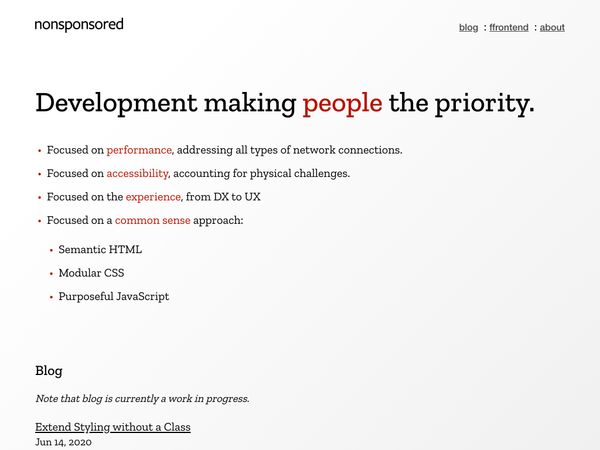 nonsponsored
blog : ffrontend : about
Development making people the priority.
• Focused on performance, addressing all types of network connections.
• Focused on accessibility, accounting for physical challenges.
• Focused on the experience, from DX to UX
• Focused on a common sense approach:
• Semantic HTML
• Modular CSS
• Purposeful JavaScript
Blog
Note that blog is currently a work in progress.
Extend Styling without a Class
Jun 14, 2020